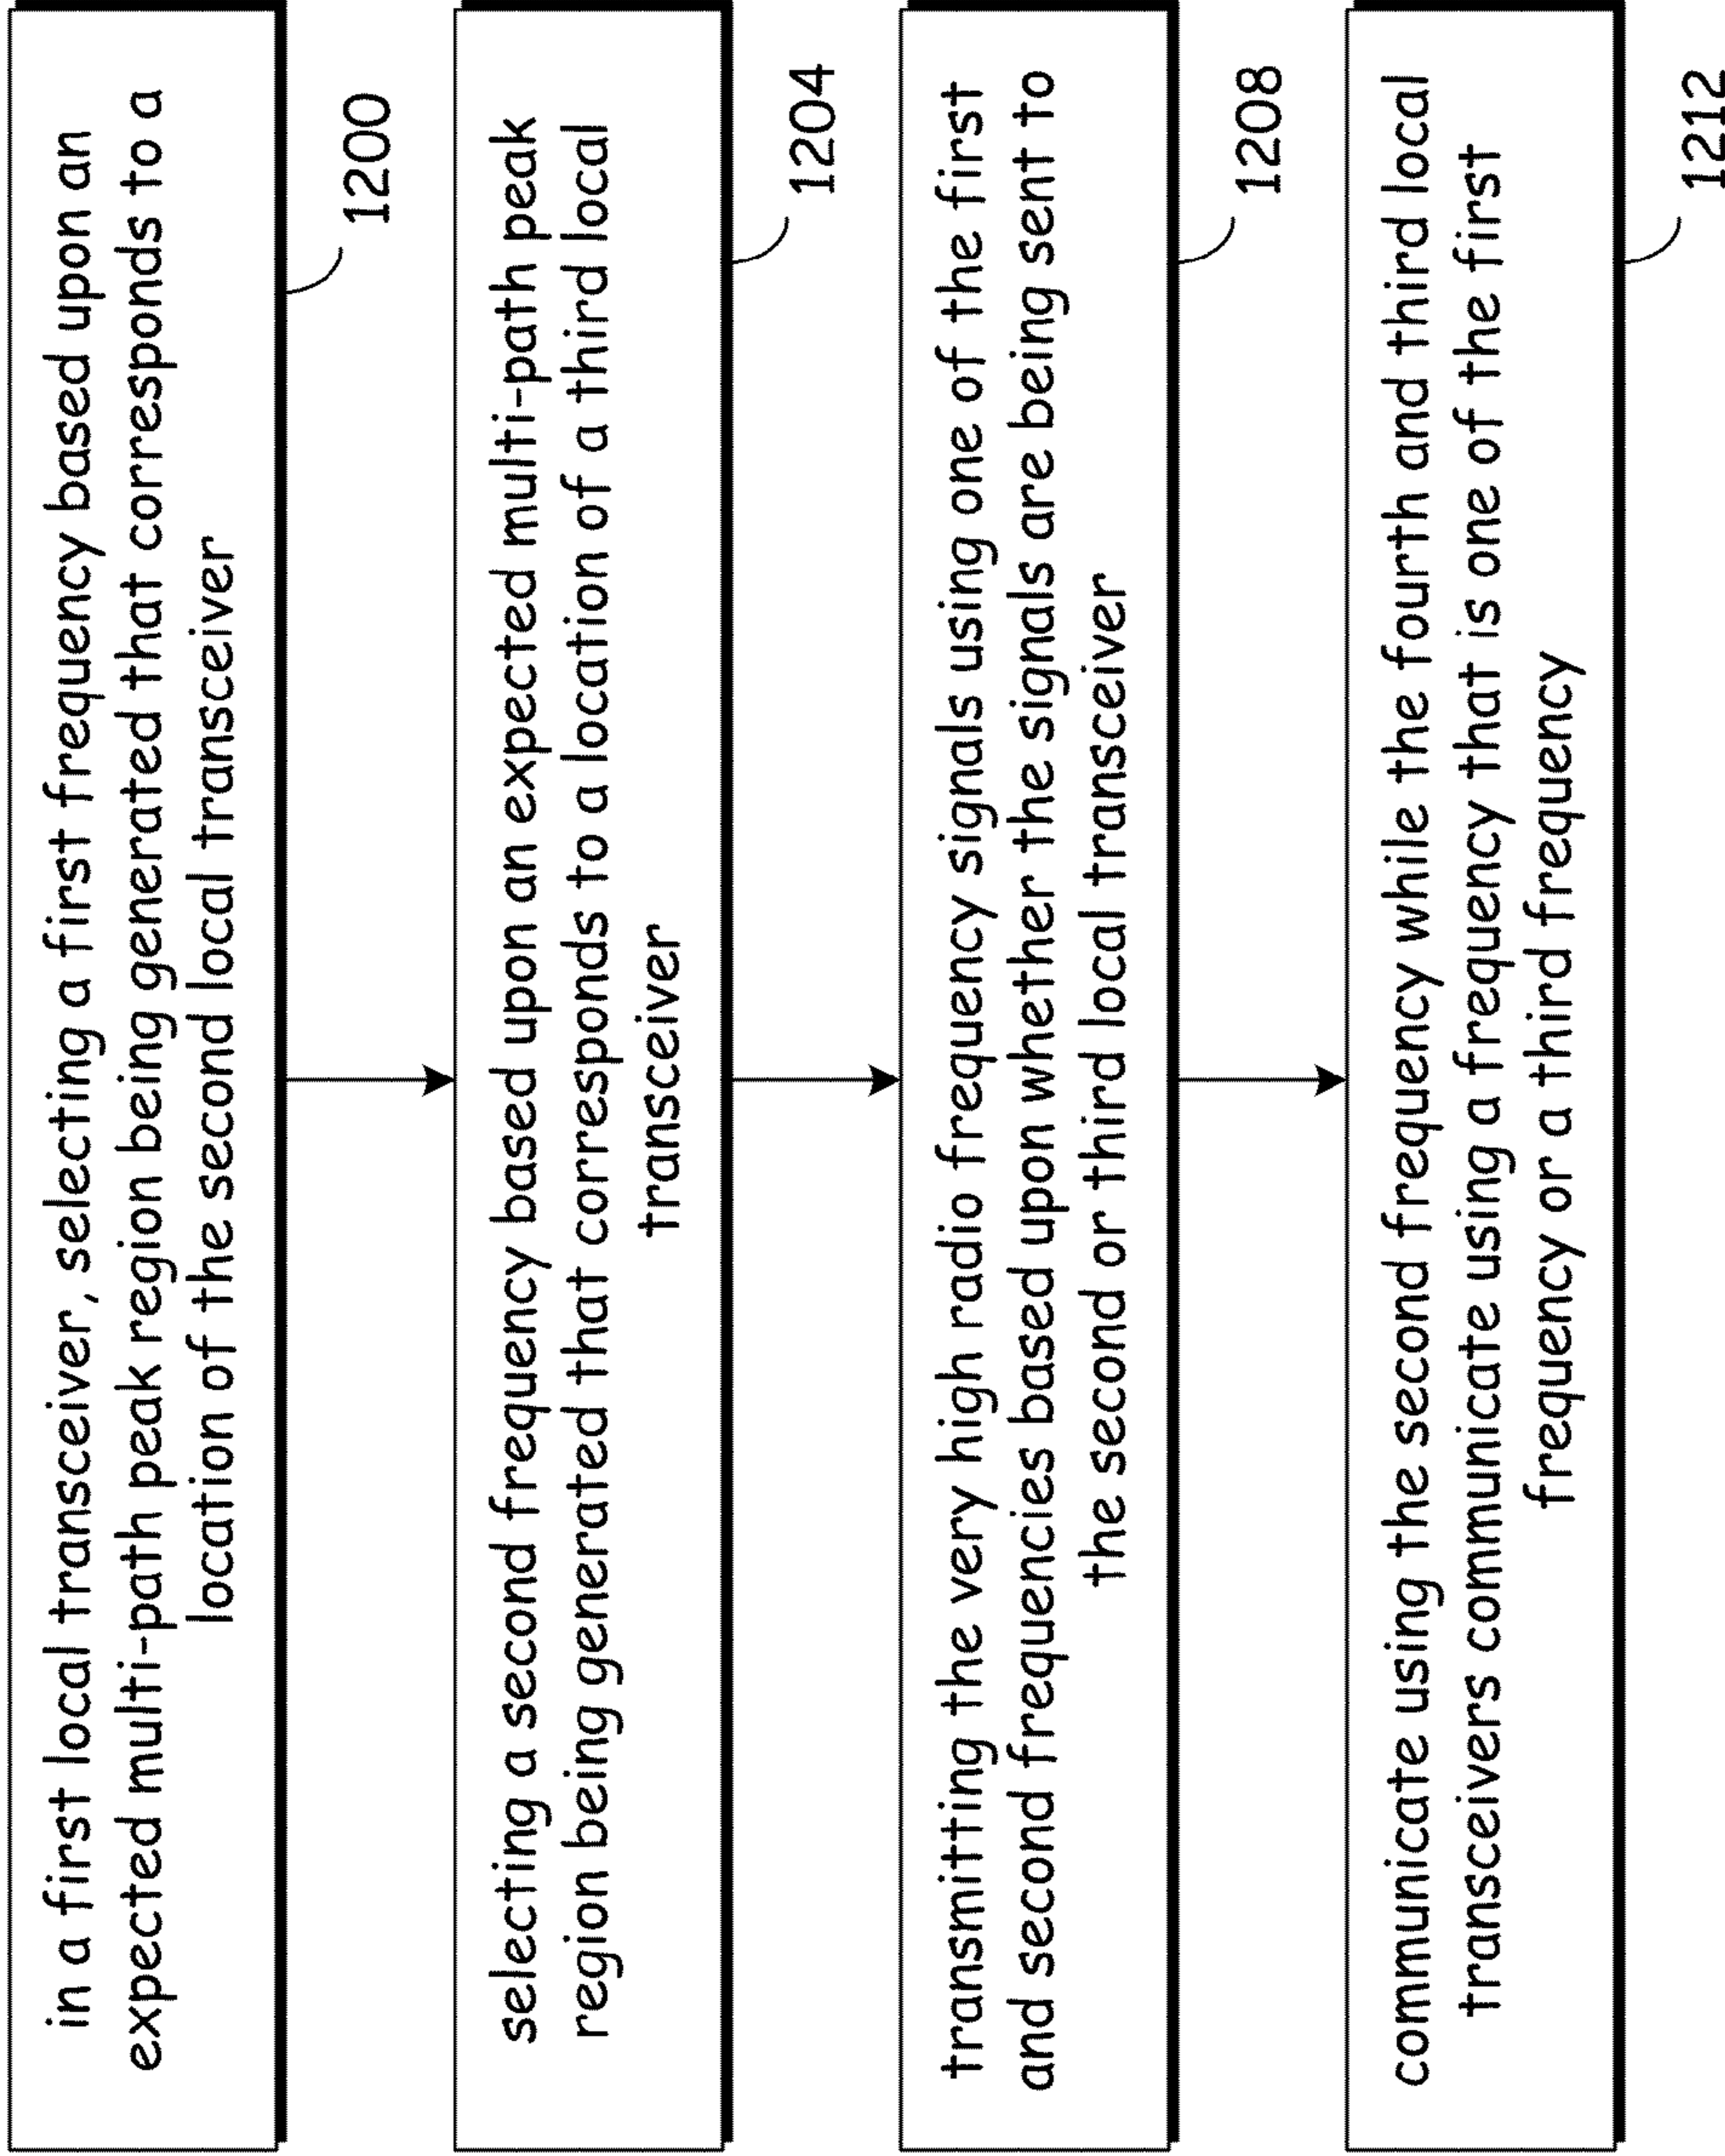 in a first local transceiver, selecting a first frequency based upon an
expected multi-path peak region being generated that corresponds to a
location of the second local transceiver
1200
selecting a second frequency based upon an expected multi-path peak
region being generated that corresponds to a location of a third local
transceiver
1204
transmitting the very high radio frequency signals using one of the first
and second frequencies based upon whether the signals are being sent to
the second or third local transceiver
1208
communicate using the second frequency while the fourth and third local
transceivers communicate using a frequency that is one of the first
frequency or a third frequency
1212